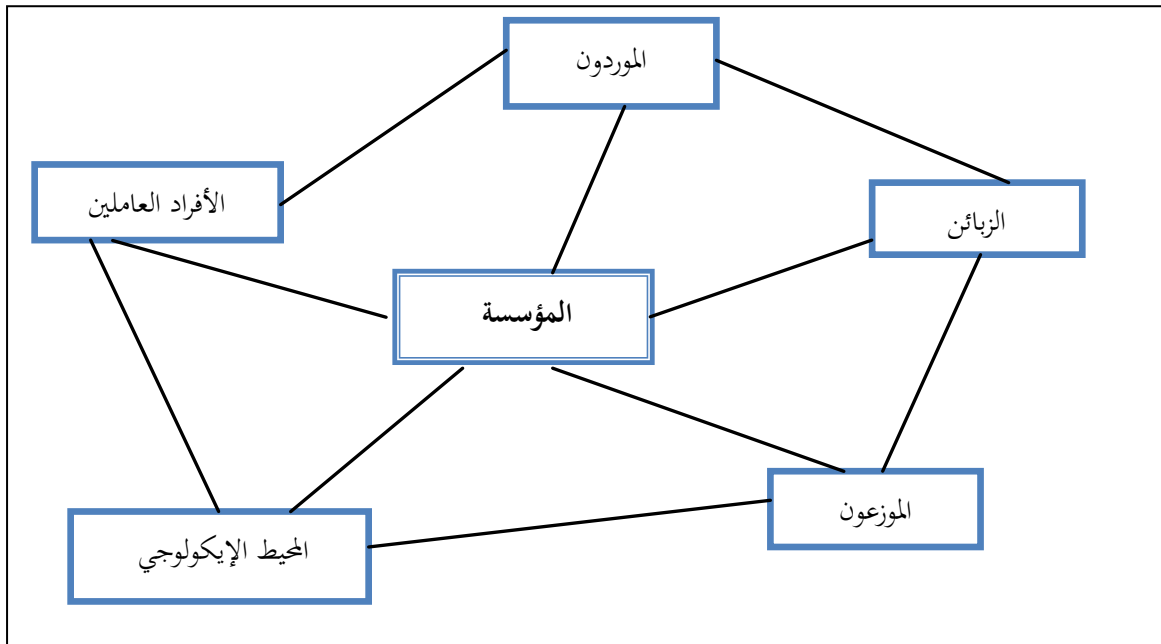 الموردون
الأفراد العاملين
الزبائن
المؤسسة
الموزعون
المحيط الإيكولوجي